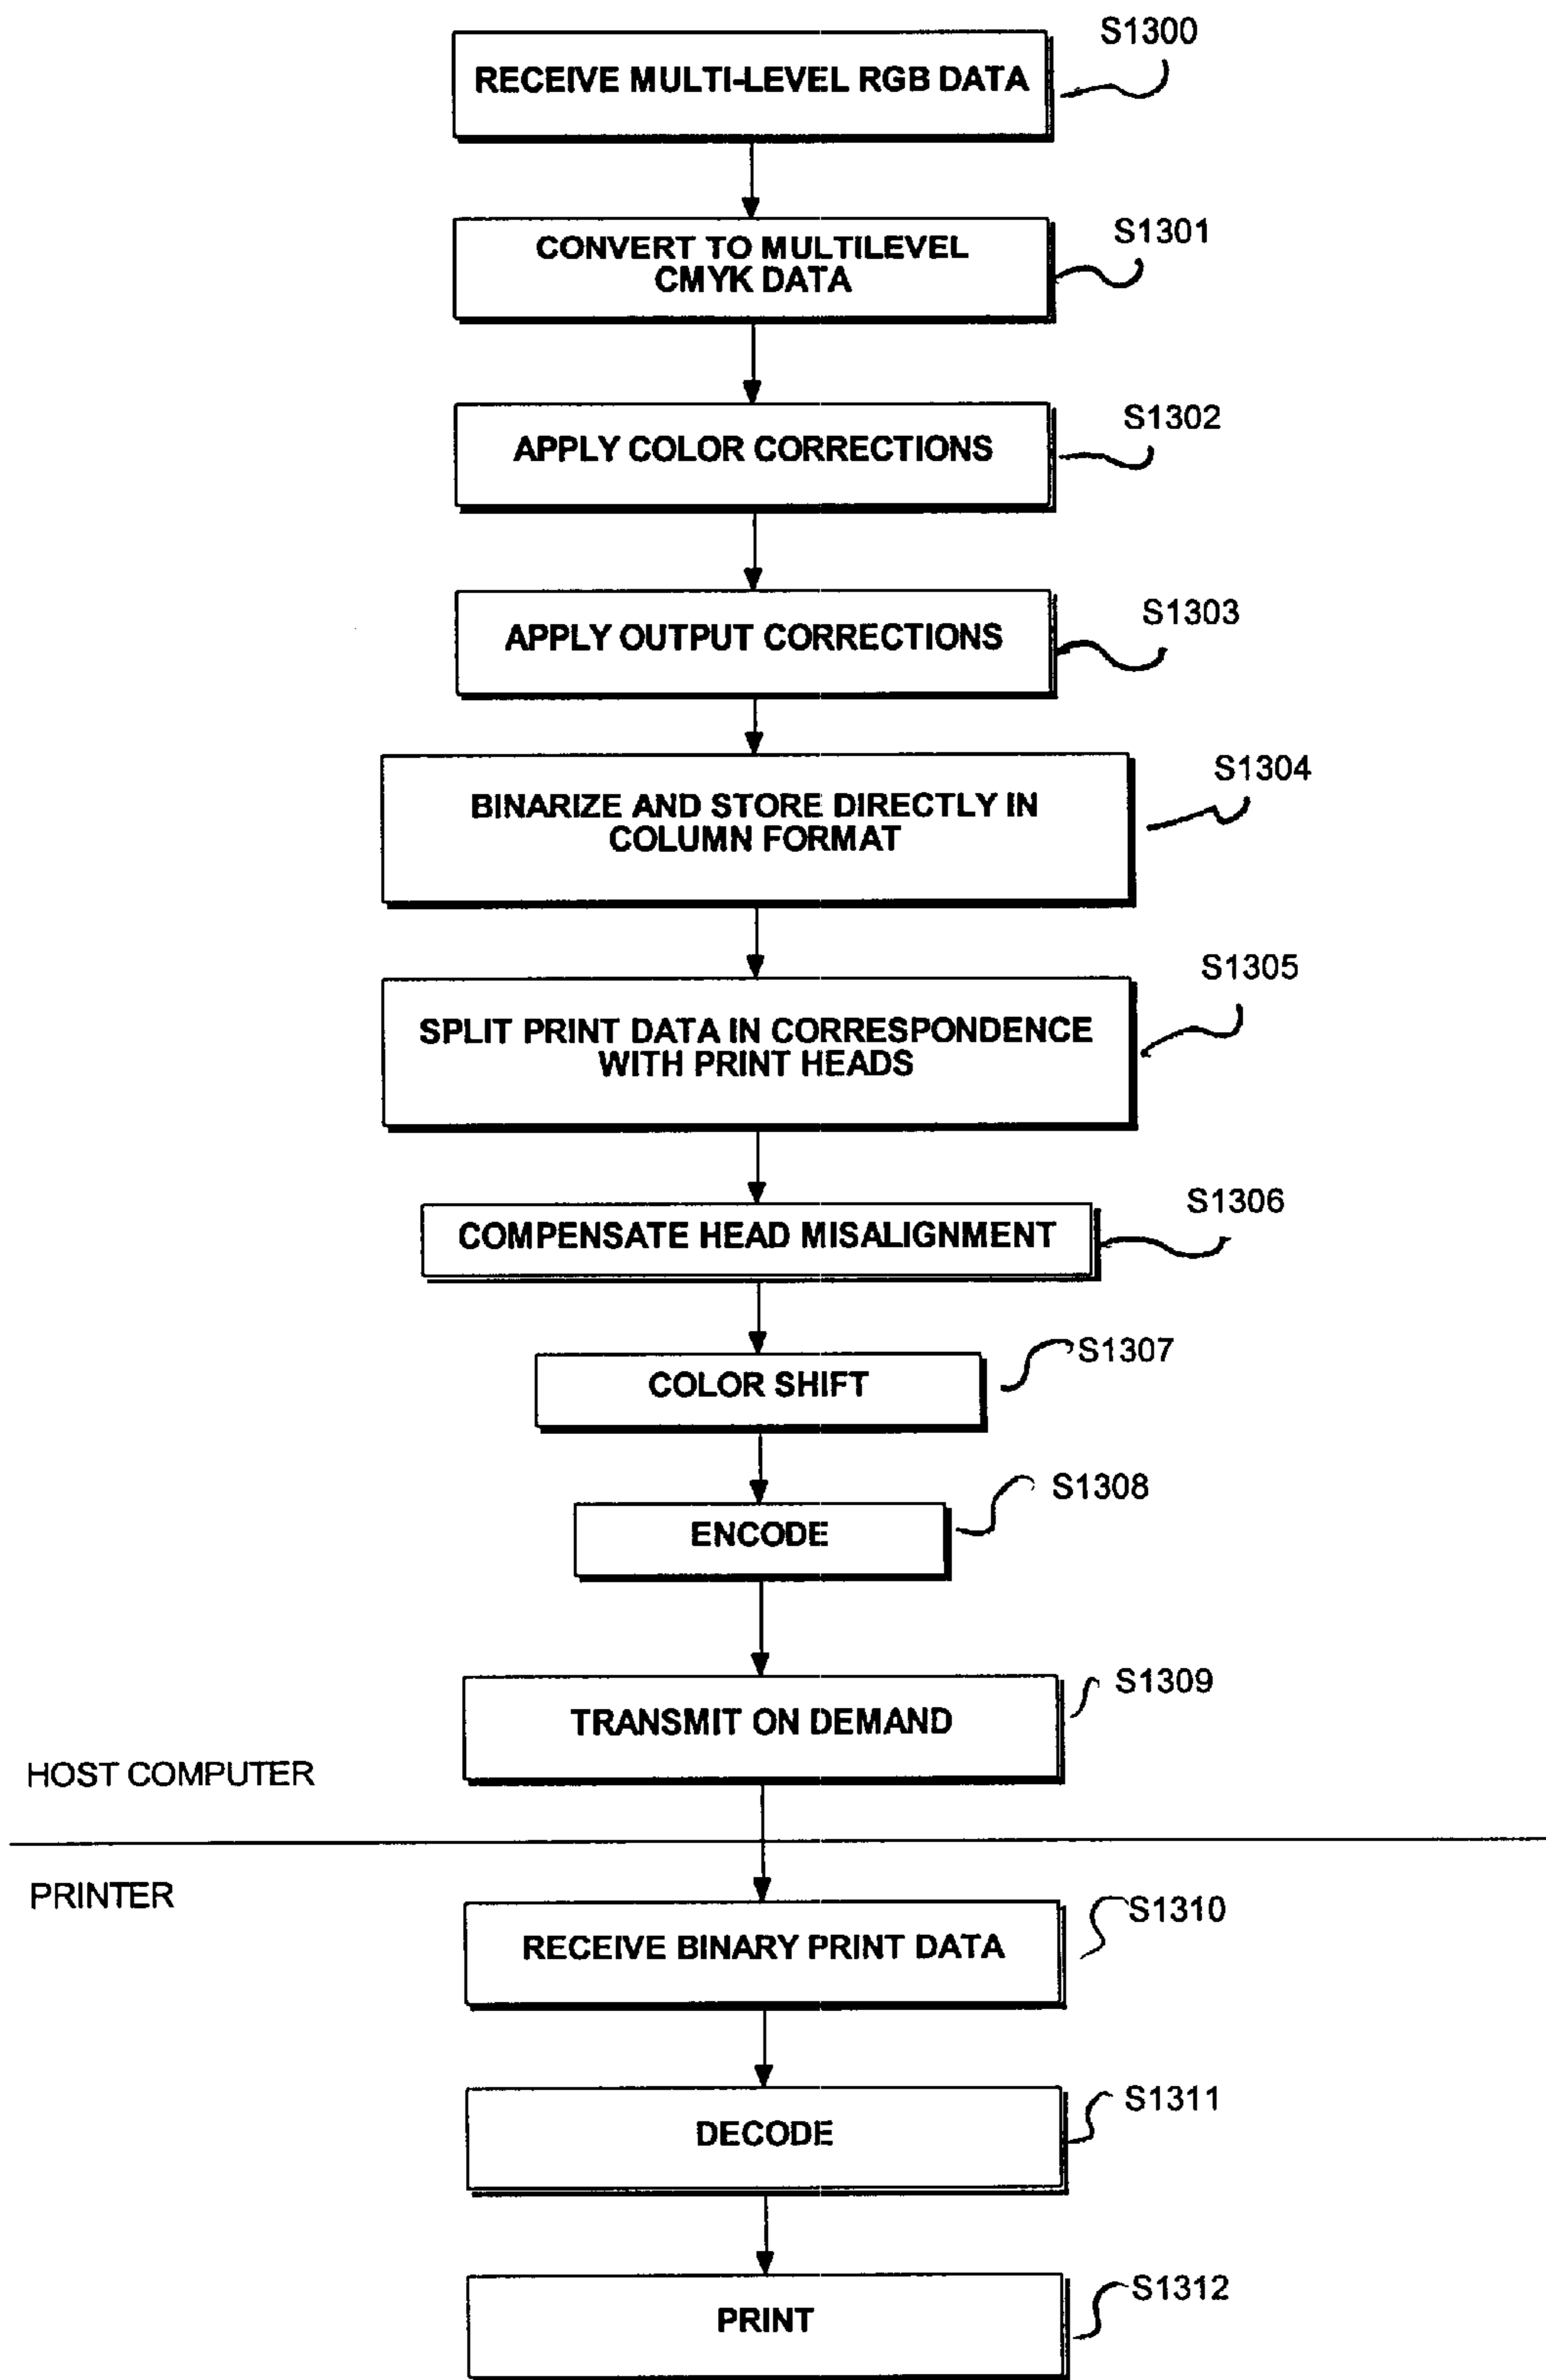 S1300
RECEIVE MULTI-LEVEL RGB DATA
S1301
CONVERT TO MULTILEVEL
CMYK DATA
S1302
APPLY COLOR CORRECTIONS
S1303
APPLY OUTPUT CORRECTIONS
S1304
BINARIZE AND STORE DIRECTLY IN
COLUMN FORMAT
S1305
SPLIT PRINT DATA IN CORRESPONDENCE
WITH PRINT HEADS
S1306
COMPENSATE HEAD MISALIGNMENT
S1307
COLOR SHIFT
S1308
ENCODE
S1309
TRANSMIT ON DEMAND
HOST COMPUTER
PRINTER
S1310
RECEIVE BINARY PRINT DATA
S1311
DECODE
S1312
PRINT